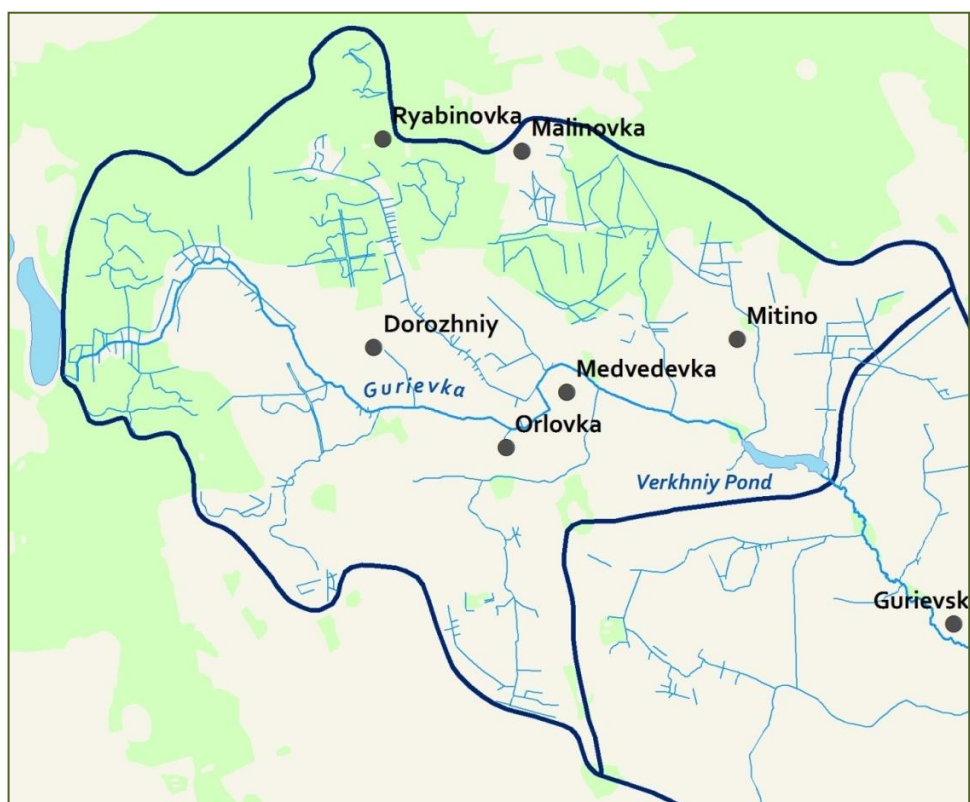 Ryabinovka
Malinovka
Mitino
Dorozhniy
Medvedevka
Gurievka
Orlovka
Verkhniy Pond
Gurievsk